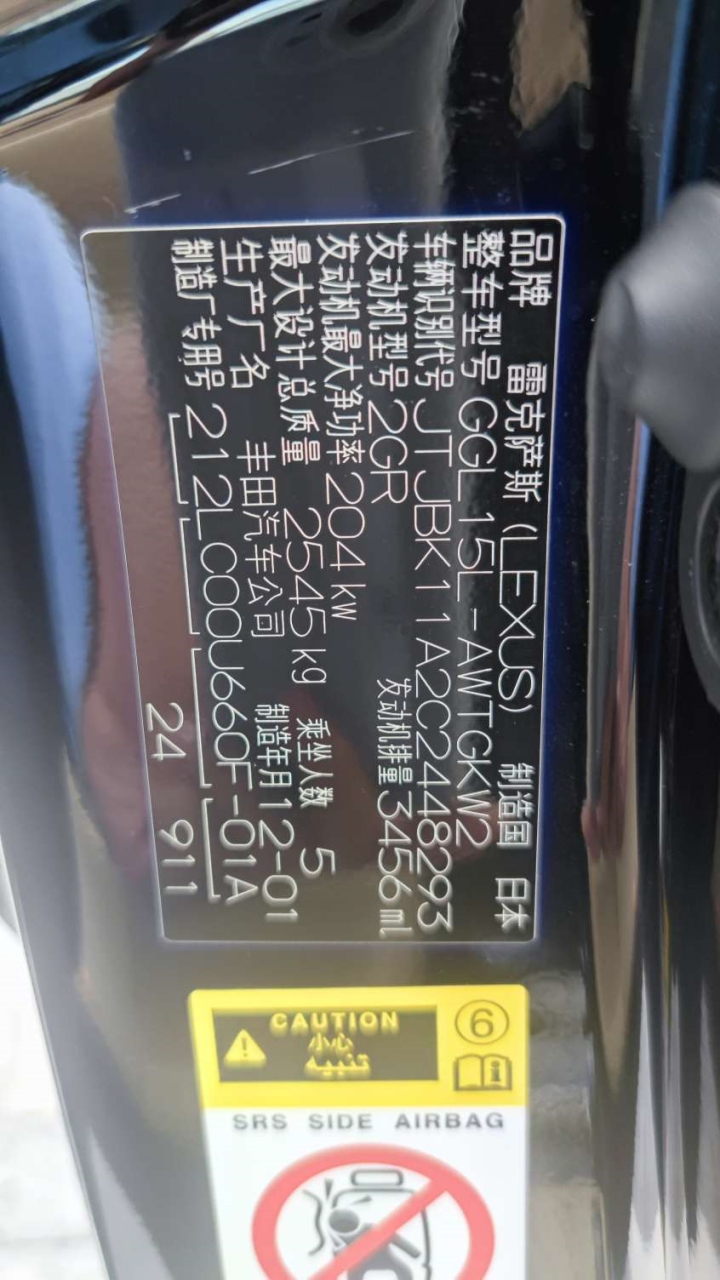 品牌 雷克萨斯 (LEXUS) 制造国 日本
整车型号 GGL15L-AWTGKW2
车辆识别代号 JTJBK11A2C2448293
发动机型号 2GR 发动机排量 3456ml
发动机最大净功率 204kw
最大设计总质量 2545kg 乘坐人数 5
生产厂名 丰田汽车公司 制造年月 12-01
制造厂专用号 212LC00U660F-01A
24 911
CAUTION
小心
تنبيه
6
i
SRS SIDE AIRBAG